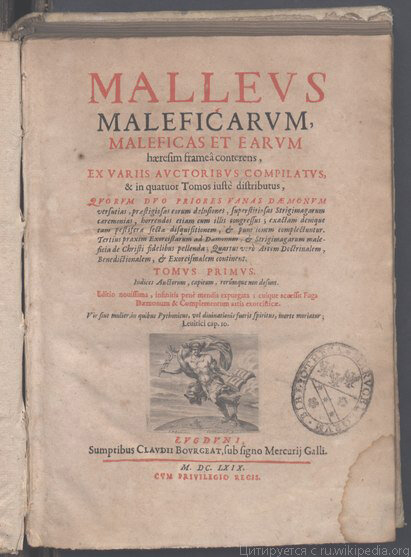 MALLEVS
MALEFICARVM,
MALEFICAS ET EARVM
hæresim frameâ conterens,
EX VARIIS AVCTORIBVS COMPILATVS,
& in quatuor Tomos iustè distributus,
QVORVM DVO PRIORES VANAS DÆMONVM
versutias, præstigiosas eorum delusiones, superstitiosas Strigimagarum
cæremonias, horrendos etiam cum illis congressus; exactam denique
tam pestiferæ sectæ disquisitionem, & punitionem complectuntur.
Tertius praxim Exorcistarum ad Dæmonum, & Strigimagarum male-
ficia de Christi fidelibus pellenda; Quartus verò Artem Doctrinalem,
Benedictionalem, & Exorcismalem continent.
TOMVS PRIMVS.
Indices Auctorum, capitum, rerúmque non desunt.
Editio nouissima, infinitis penè mendis expurgata; cuique accessit Fuga
Dæmonum & Complementum artis exorcisticæ.
Vir siue mulier, in quibus Pythonicus, vel diuinationis fuerit spiritus, morte moriatur;
Leuitici cap. 10.
LVGDVNI,
Sumptibus CLAVDII BOVRGEAT, sub signo Mercurij Galli.
M. DC. LXIX.
CVM PRIVILEGIO REGIS.
Цитируется с ru.wikipedia.org